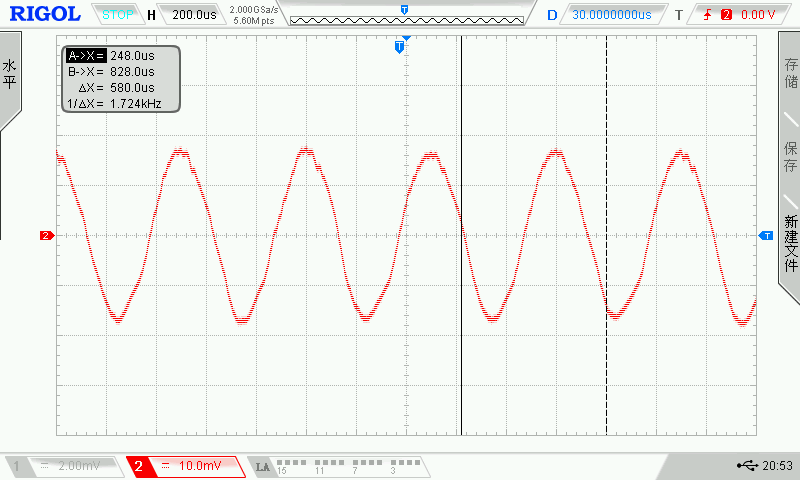 RIGOL STOP H 200.0us 2.000GSa/s 5.60M pts T D 30.0000000us T 2 0.00 V
水平
T
A->X= 248.0us
B->X= 828.0us
ΔX= 580.0us
1/ΔX= 1.724kHz
2
T
存储
保存
新建文件
1 2.00mV 2 10.0mV LA 15 11 7 3 20:53